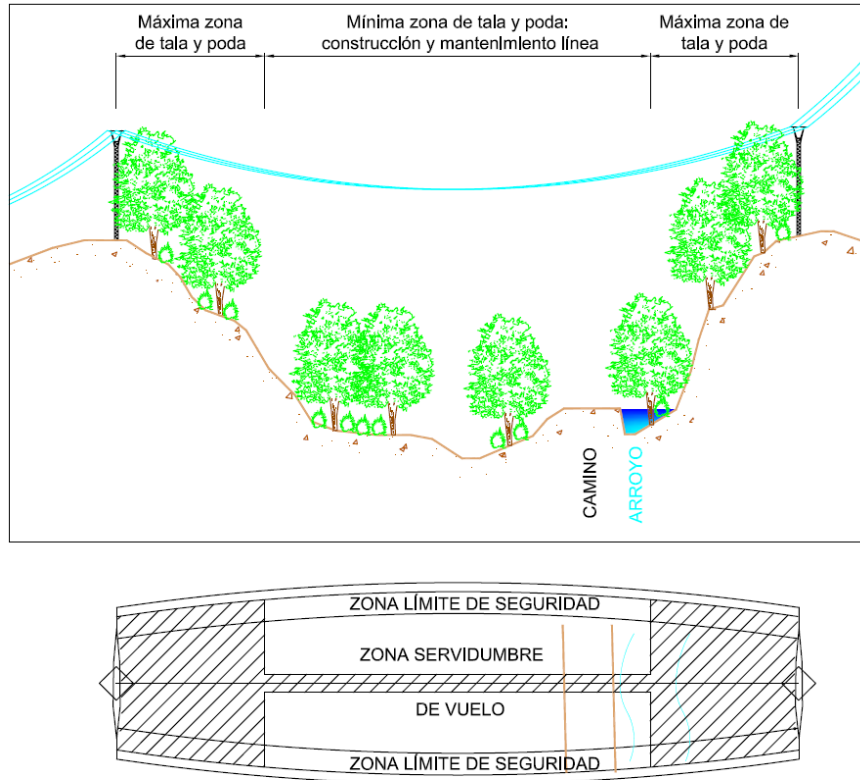 Máxima zona
de tala y poda
Mínima zona de tala y poda:
construcción y mantenimiento línea
Máxima zona de
tala y poda
CAMINO
ARROYO
ZONA LÍMITE DE SEGURIDAD
ZONA SERVIDUMBRE
DE VUELO
ZONA LÍMITE DE SEGURIDAD